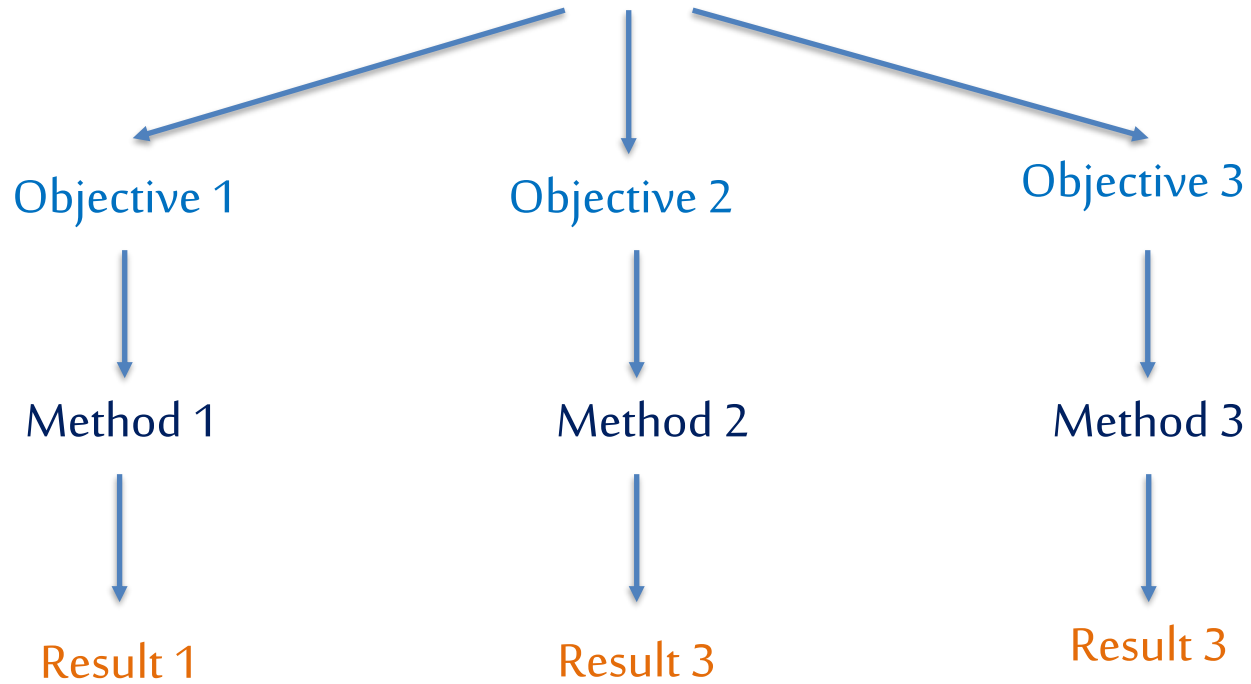 Objective 1
Objective 2
Objective 3
Method 1
Method 2
Method 3
Result 1
Result 3
Result 3